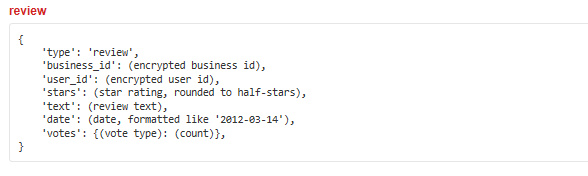 review
{
    'type': 'review',
    'business_id': (encrypted business id),
    'user_id': (encrypted user id),
    'stars': (star rating, rounded to half-stars),
    'text': (review text),
    'date': (date, formatted like '2012-03-14'),
    'votes': {(vote type): (count)},
}